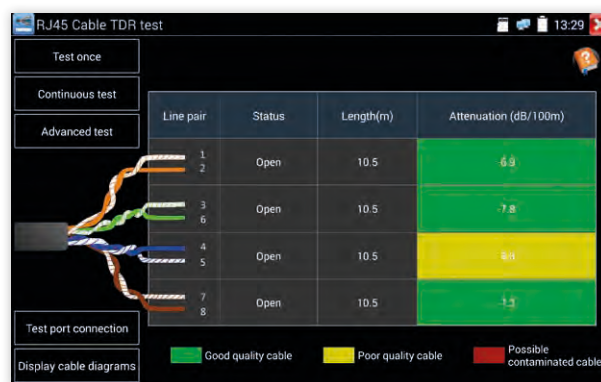 RJ45 Cable TDR test
13:29
Test once
Continuous test
Advanced test
Line pair Status Length(m) Attenuation (dB/100m)
1
2
Open 10.5 -6.9
3
6
Open 10.5 -7.8
4
5
Open 10.5
7
8
Open 10.5 -7.3
Test port connection
Display cable diagrams
Good quality cable
Poor quality cable
Possible
contaminated cable